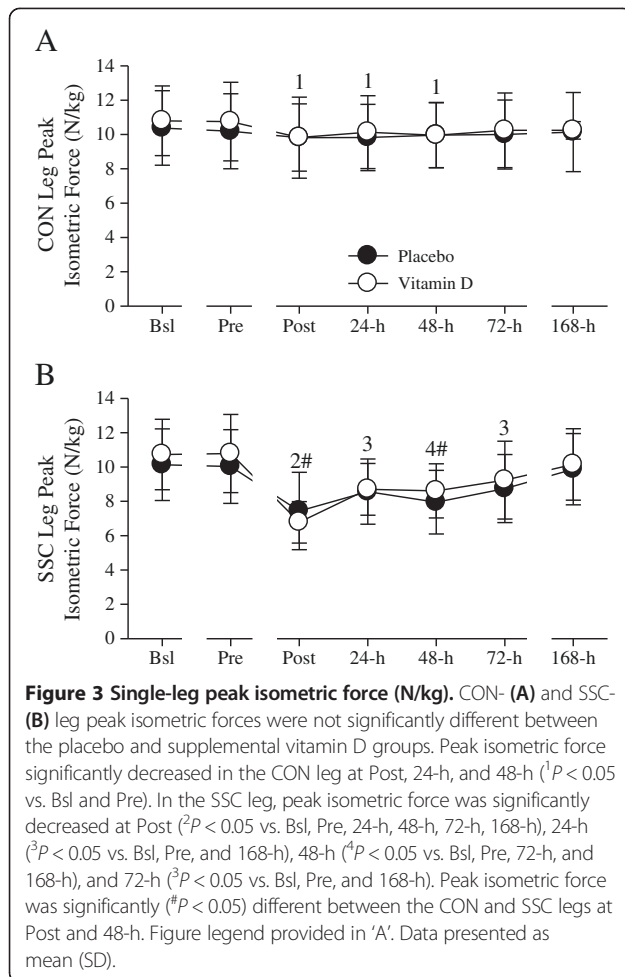 A
CON Leg Peak
Isometric Force (N/kg)
14
12
10
8
6
4
2
0
1 1 1
Placebo
Vitamin D
Bsl Pre Post 24-h 48-h 72-h 168-h
B
SSC Leg Peak
Isometric Force (N/kg)
14
12
10
8
6
4
2
0
2# 3 4# 3
Bsl Pre Post 24-h 48-h 72-h 168-h
Figure 3 Single-leg peak isometric force (N/kg). CON- (A) and SSC-
(B) leg peak isometric forces were not significantly different between
the placebo and supplemental vitamin D groups. Peak isometric force
significantly decreased in the CON leg at Post, 24-h, and 48-h (¹P < 0.05
vs. Bsl and Pre). In the SSC leg, peak isometric force was significantly
decreased at Post (²P < 0.05 vs. Bsl, Pre, 24-h, 48-h, 72-h, 168-h), 24-h
(³P < 0.05 vs. Bsl, Pre, and 168-h), 48-h (⁴P < 0.05 vs. Bsl, Pre, 72-h, and
168-h), and 72-h (³P < 0.05 vs. Bsl, Pre, and 168-h). Peak isometric force
was significantly (#P < 0.05) different between the CON and SSC legs at
Post and 48-h. Figure legend provided in ‘A’. Data presented as
mean (SD).